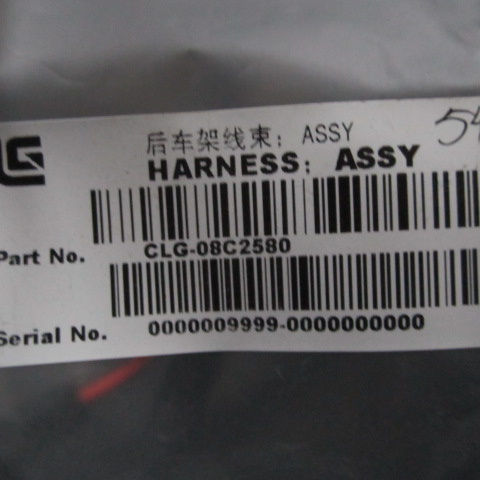 后车架线束：ASSY
HARNESS: ASSY
Part No. CLG-08C2580
Serial No. 0000009999-0000000000